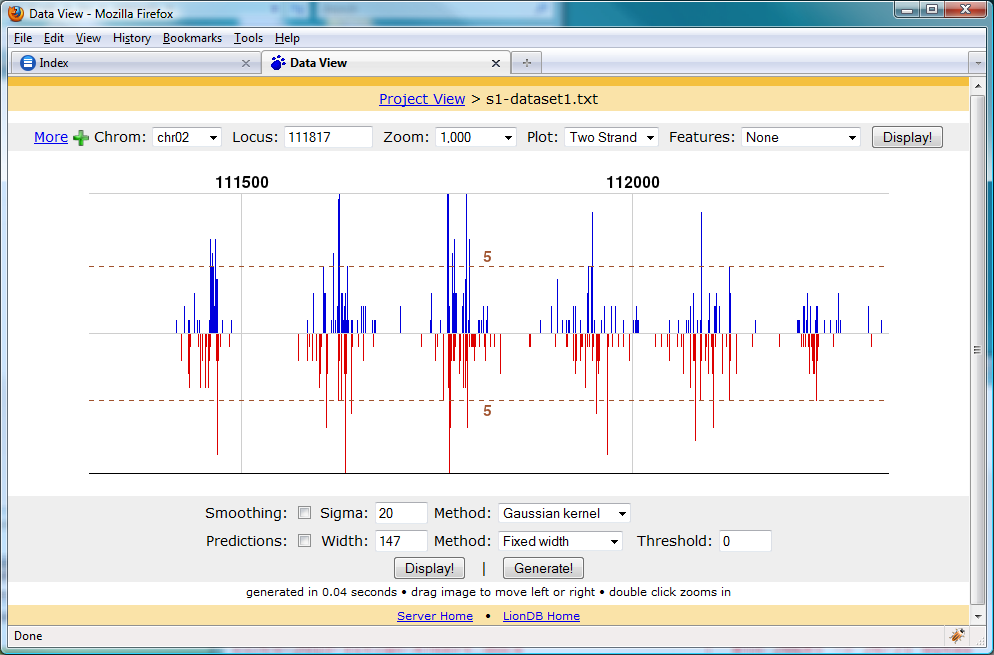 Data View - Mozilla Firefox
File Edit View History Bookmarks Tools Help
Index Data View
Project View > s1-dataset1.txt
More Chrom: chr02 Locus: 111817 Zoom: 1,000 Plot: Two Strand Features: None Display!
111500 112000
5
5
Smoothing: Sigma: 20 Method: Gaussian kernel
Predictions: Width: 147 Method: Fixed width Threshold: 0
Display! | Generate!
generated in 0.04 seconds • drag image to move left or right • double click zooms in
Server Home • LionDB Home
Done